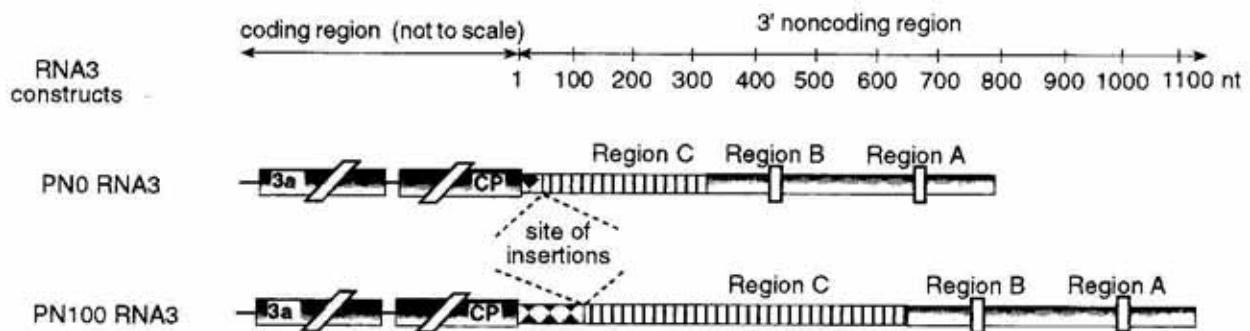 coding region (not to scale) 3' noncoding region
RNA3
constructs
1 100 200 300 400 500 600 700 800 900 1000 1100 nt
Region C Region B Region A
PN0 RNA3 3a CP
site of
insertions
Region C Region B Region A
PN100 RNA3 3a CP